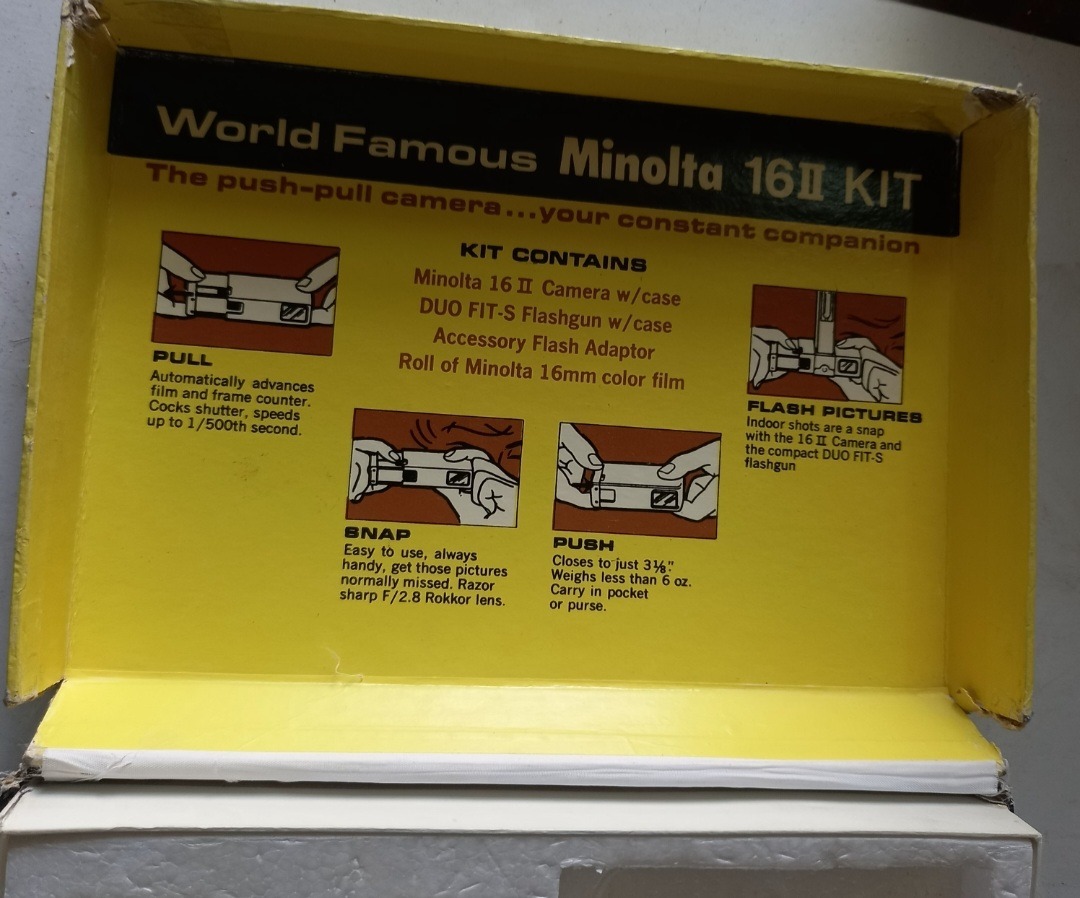 World Famous Minolta 16 II KIT
The push-pull camera...your constant companion
KIT CONTAINS
Minolta 16 II Camera w/case
DUO FIT-S Flashgun w/case
Accessory Flash Adaptor
Roll of Minolta 16mm color film
PULL
Automatically advances
film and frame counter.
Cocks shutter, speeds
up to 1/500th second.
SNAP
Easy to use, always
handy, get those pictures
normally missed. Razor
sharp F/2.8 Rokkor lens.
PUSH
Closes to just 3⅛".
Weighs less than 6 oz.
Carry in pocket
or purse.
FLASH PICTURES
Indoor shots are a snap
with the 16 II Camera and
the compact DUO FIT-S
flashgun